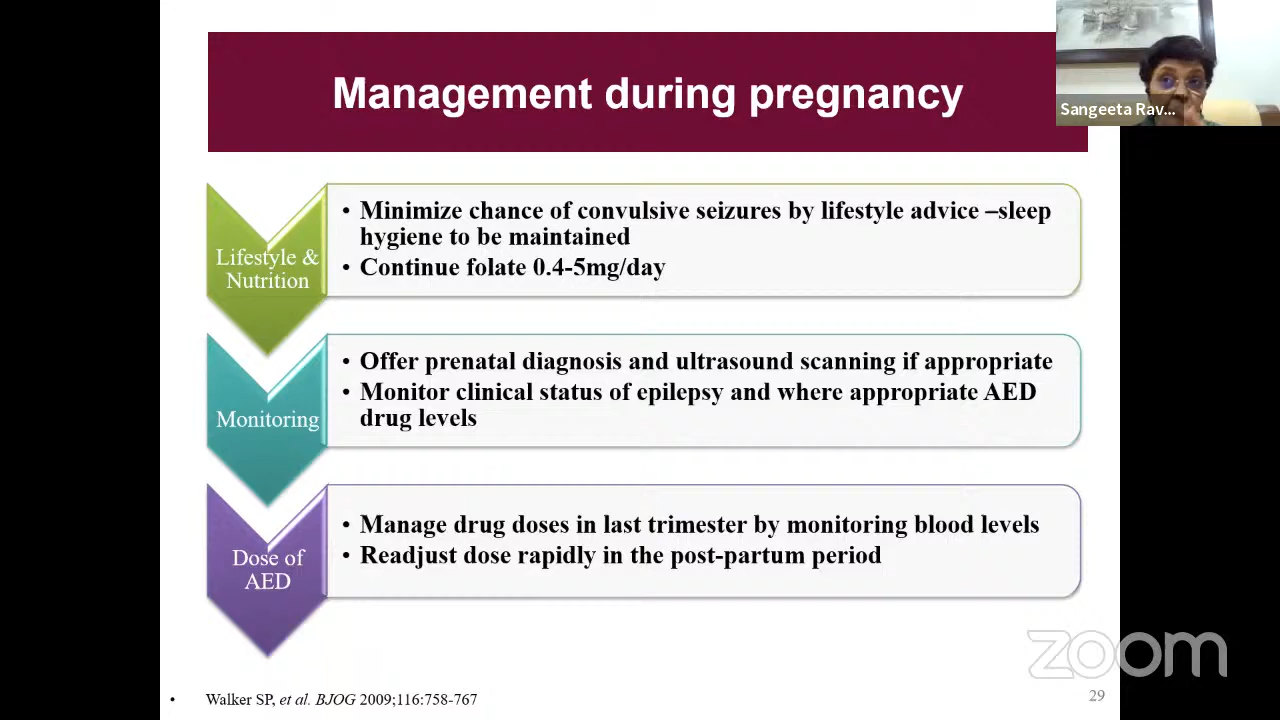 Management during pregnancy
Sangeeta Rav...
Lifestyle &
Nutrition
• Minimize chance of convulsive seizures by lifestyle advice –sleep
hygiene to be maintained
• Continue folate 0.4-5mg/day
Monitoring
• Offer prenatal diagnosis and ultrasound scanning if appropriate
• Monitor clinical status of epilepsy and where appropriate AED
drug levels
Dose of
AED
• Manage drug doses in last trimester by monitoring blood levels
• Readjust dose rapidly in the post-partum period
zoom
• Walker SP, et al. BJOG 2009;116:758-767
29